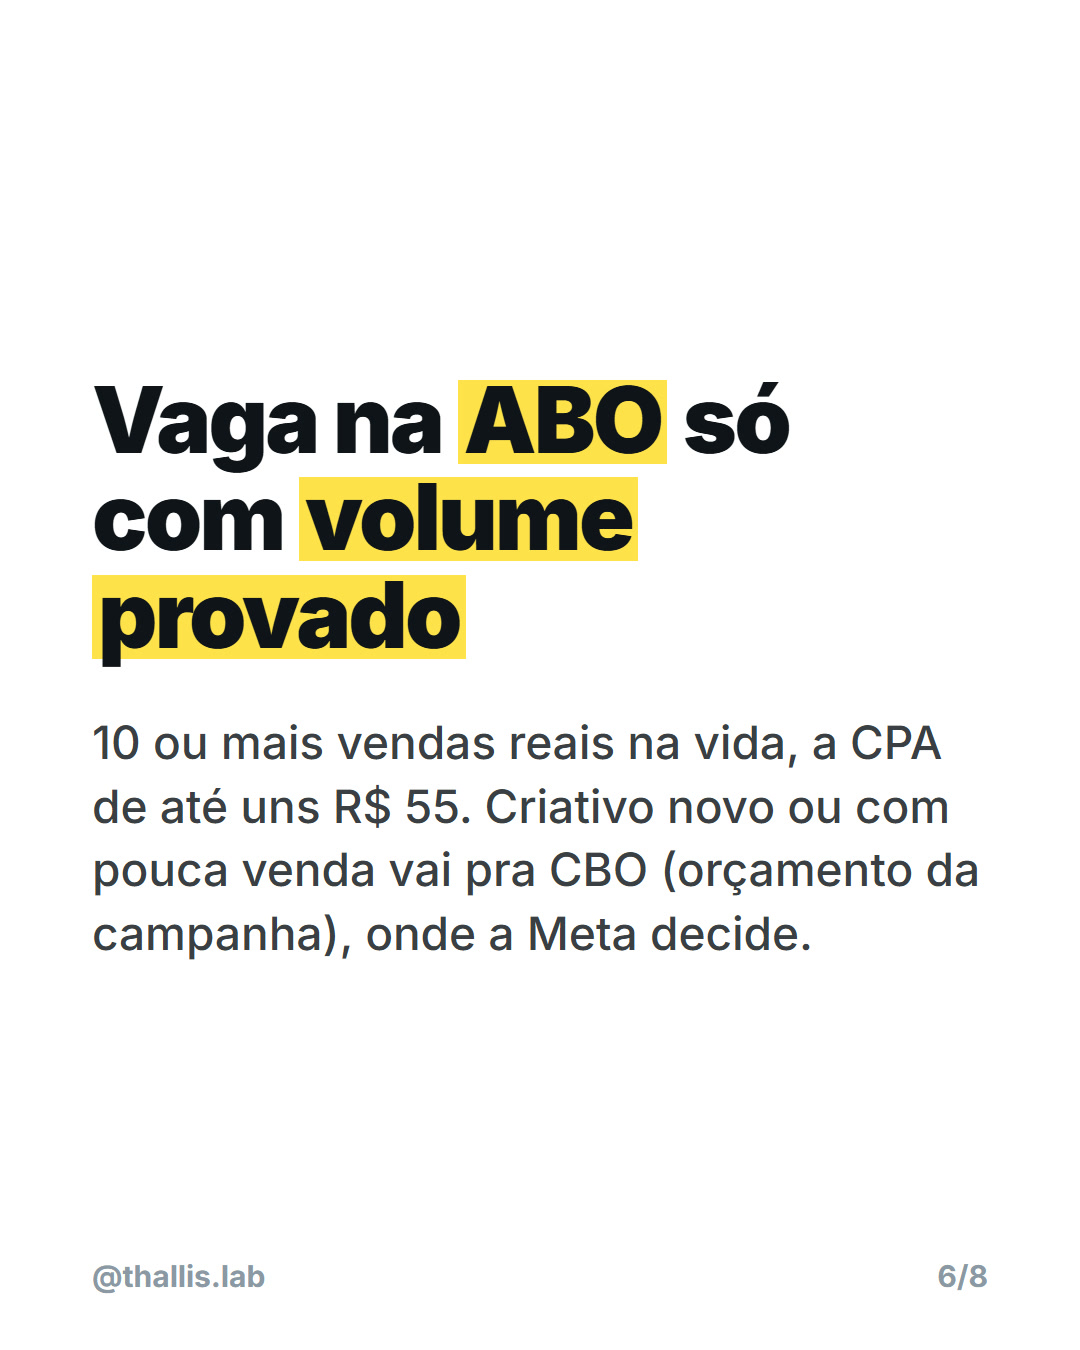 Vaga na ABO só
com volume
provado
10 ou mais vendas reais na vida, a CPA
de até uns R$ 55. Criativo novo ou com
pouca venda vai pra CBO (orçamento da
campanha), onde a Meta decide.
@thallis.lab
6/8